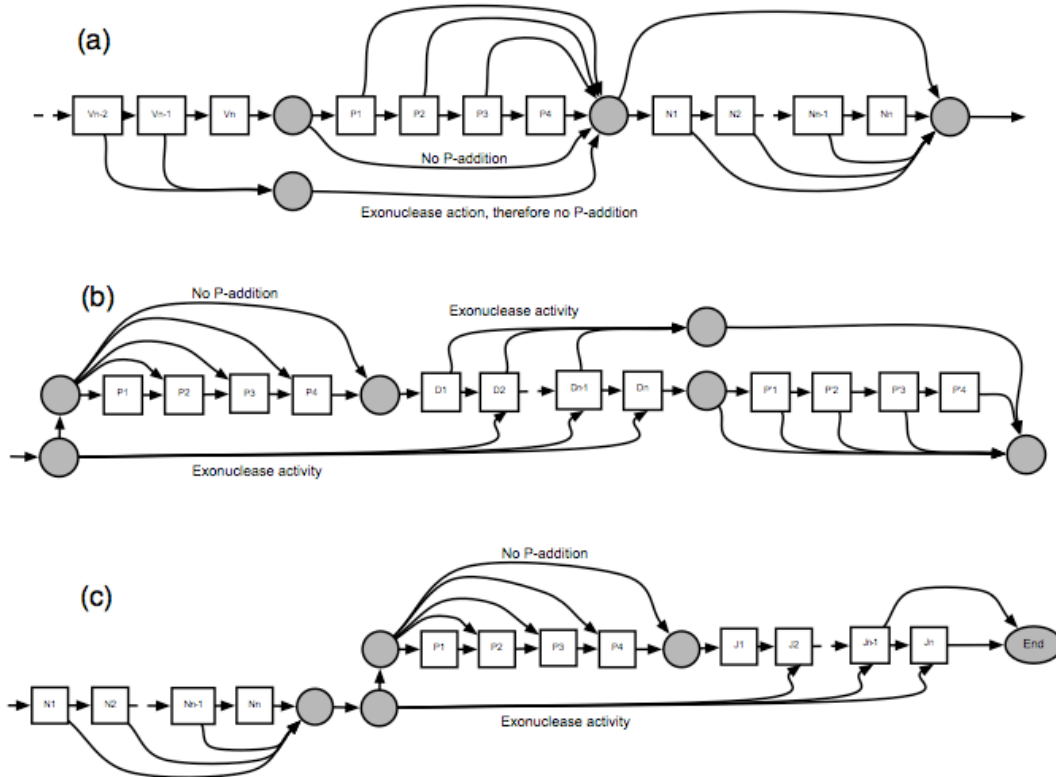 (a)
Vn-2 Vn-1 Vn P1 P2 P3 P4 N1 N2 Nn-1 Nn
No P-addition
Exonuclease action, therefore no P-addition
(b)
No P-addition
Exonuclease activity
P1 P2 P3 P4 D1 D2 Dn-1 Dn P'1 P'2 P'3 P'4
Exonuclease activity
(c)
No P-addition
P1 P2 P3 P4 J1 J2 Jn-1 Jn End
N1 N2 Nn-1 Nn
Exonuclease activity